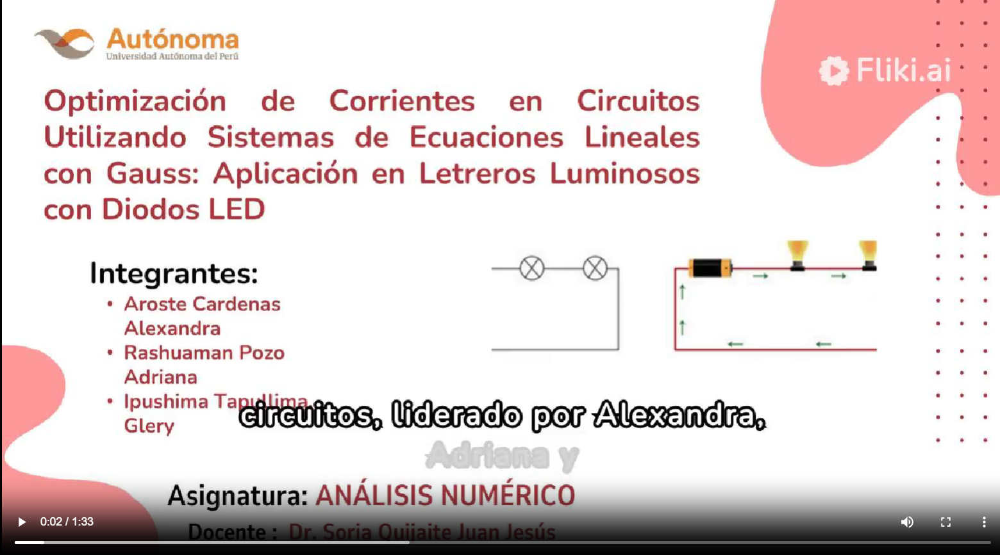 Autónoma
Universidad Autónoma del Perú
Fliki.ai
Optimización de Corrientes en Circuitos
Utilizando Sistemas de Ecuaciones Lineales
con Gauss: Aplicación en Letreros Luminosos
con Diodos LED
Integrantes:
• Aroste Cardenas
Alexandra
• Rashuaman Pozo
Adriana
• Ipushima Tapullima
Glery
circuitos, liderado por Alexandra,
Adriana y
Asignatura: ANÁLISIS NUMÉRICO
0:02 / 1:33
Docente : Dr. Soria Quijaite Juan Jesús